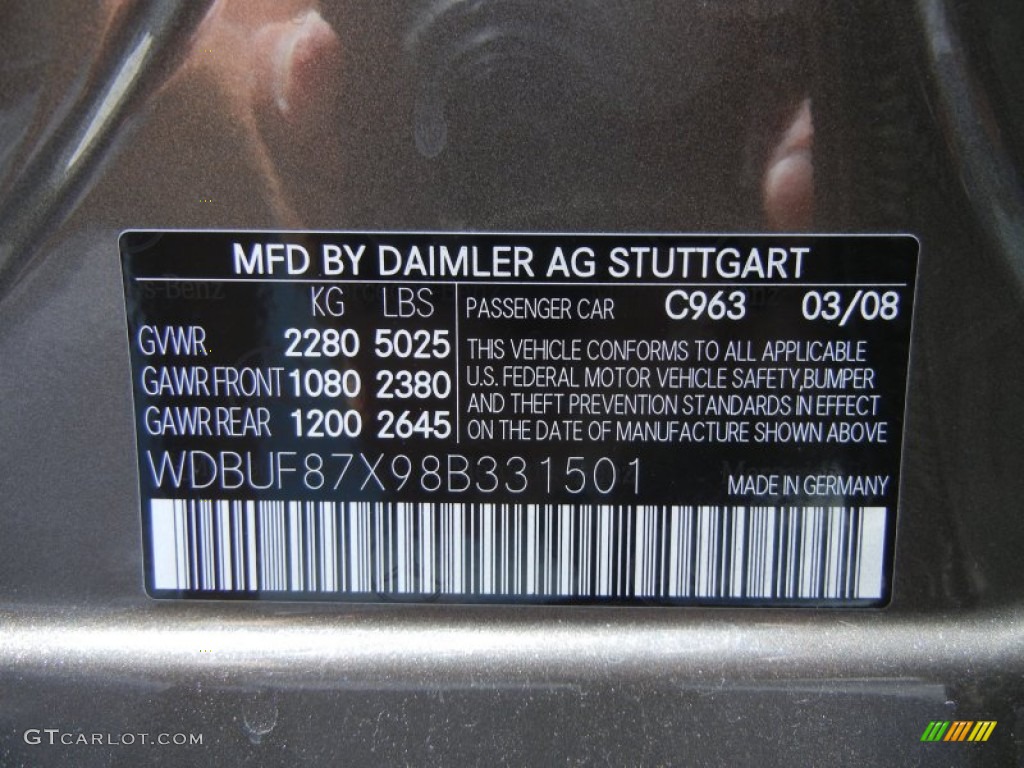 MFD BY DAIMLER AG STUTTGART
KG LBS
GVWR 2280 5025
GAWR FRONT 1080 2380
GAWR REAR 1200 2645
PASSENGER CAR C963 03/08
THIS VEHICLE CONFORMS TO ALL APPLICABLE
U.S. FEDERAL MOTOR VEHICLE SAFETY,BUMPER
AND THEFT PREVENTION STANDARDS IN EFFECT
ON THE DATE OF MANUFACTURE SHOWN ABOVE
WDBUF87X98B331501
MADE IN GERMANY
GTCARLOT.COM